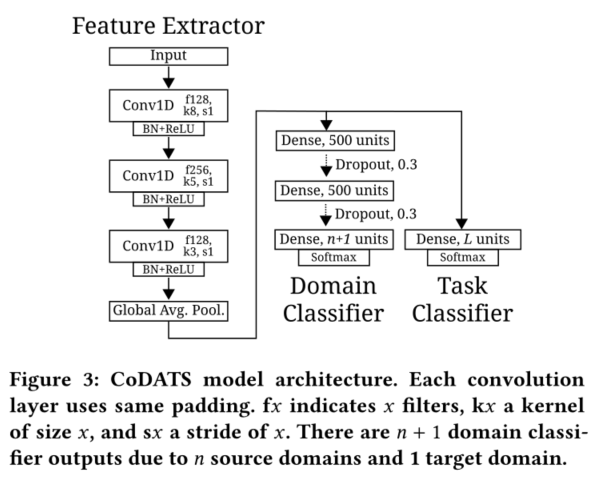 Feature Extractor
Input
Conv1D f128, k8, s1
BN+ReLU
Conv1D f256, k5, s1
BN+ReLU
Conv1D f128, k3, s1
BN+ReLU
Global Avg. Pool.
Dense, 500 units
Dropout, 0.3
Dense, 500 units
Dropout, 0.3
Dense, n+1 units
Softmax
Domain
Classifier
Dense, L units
Softmax
Task
Classifier
Figure 3: CoDATS model architecture. Each convolution
layer uses same padding. fx indicates x filters, kx a kernel
of size x, and sx a stride of x. There are n + 1 domain classi-
fier outputs due to n source domains and 1 target domain.